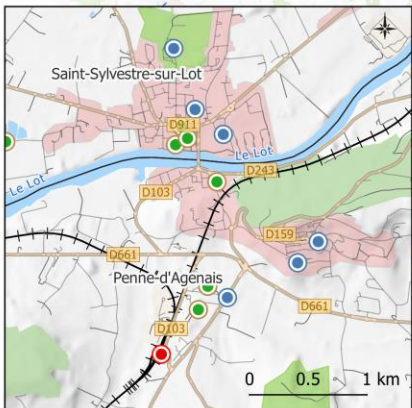 Saint-Sylvestre-sur-Lot
D911
Le Lot
Le Lot
D103
D243
D159
D661
Penne-d'Agenais
D661
D103
0 0.5 1 km